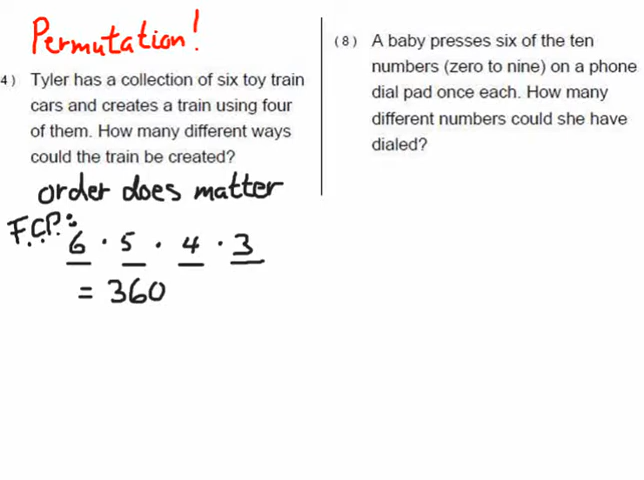 Permutation!
4) Tyler has a collection of six toy train
cars and creates a train using four
of them. How many different ways
could the train be created?
order does matter
F.C.P.:
6 · 5 · 4 · 3
= 360
(8) A baby presses six of the ten
numbers (zero to nine) on a phone
dial pad once each. How many
different numbers could she have
dialed?